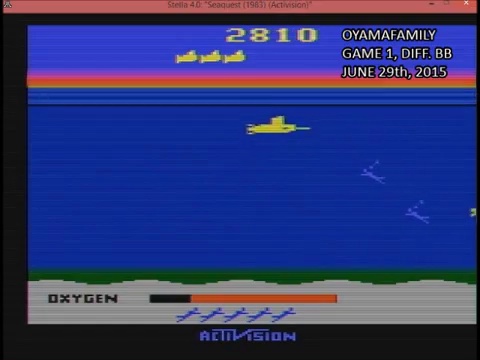 Stella 4.0: "Seaquest (1983) (Activision)"
2810
OYAMAFAMILY
GAME 1, DIFF. BB
JUNE 29th, 2015
OXYGEN
ACTIVISION